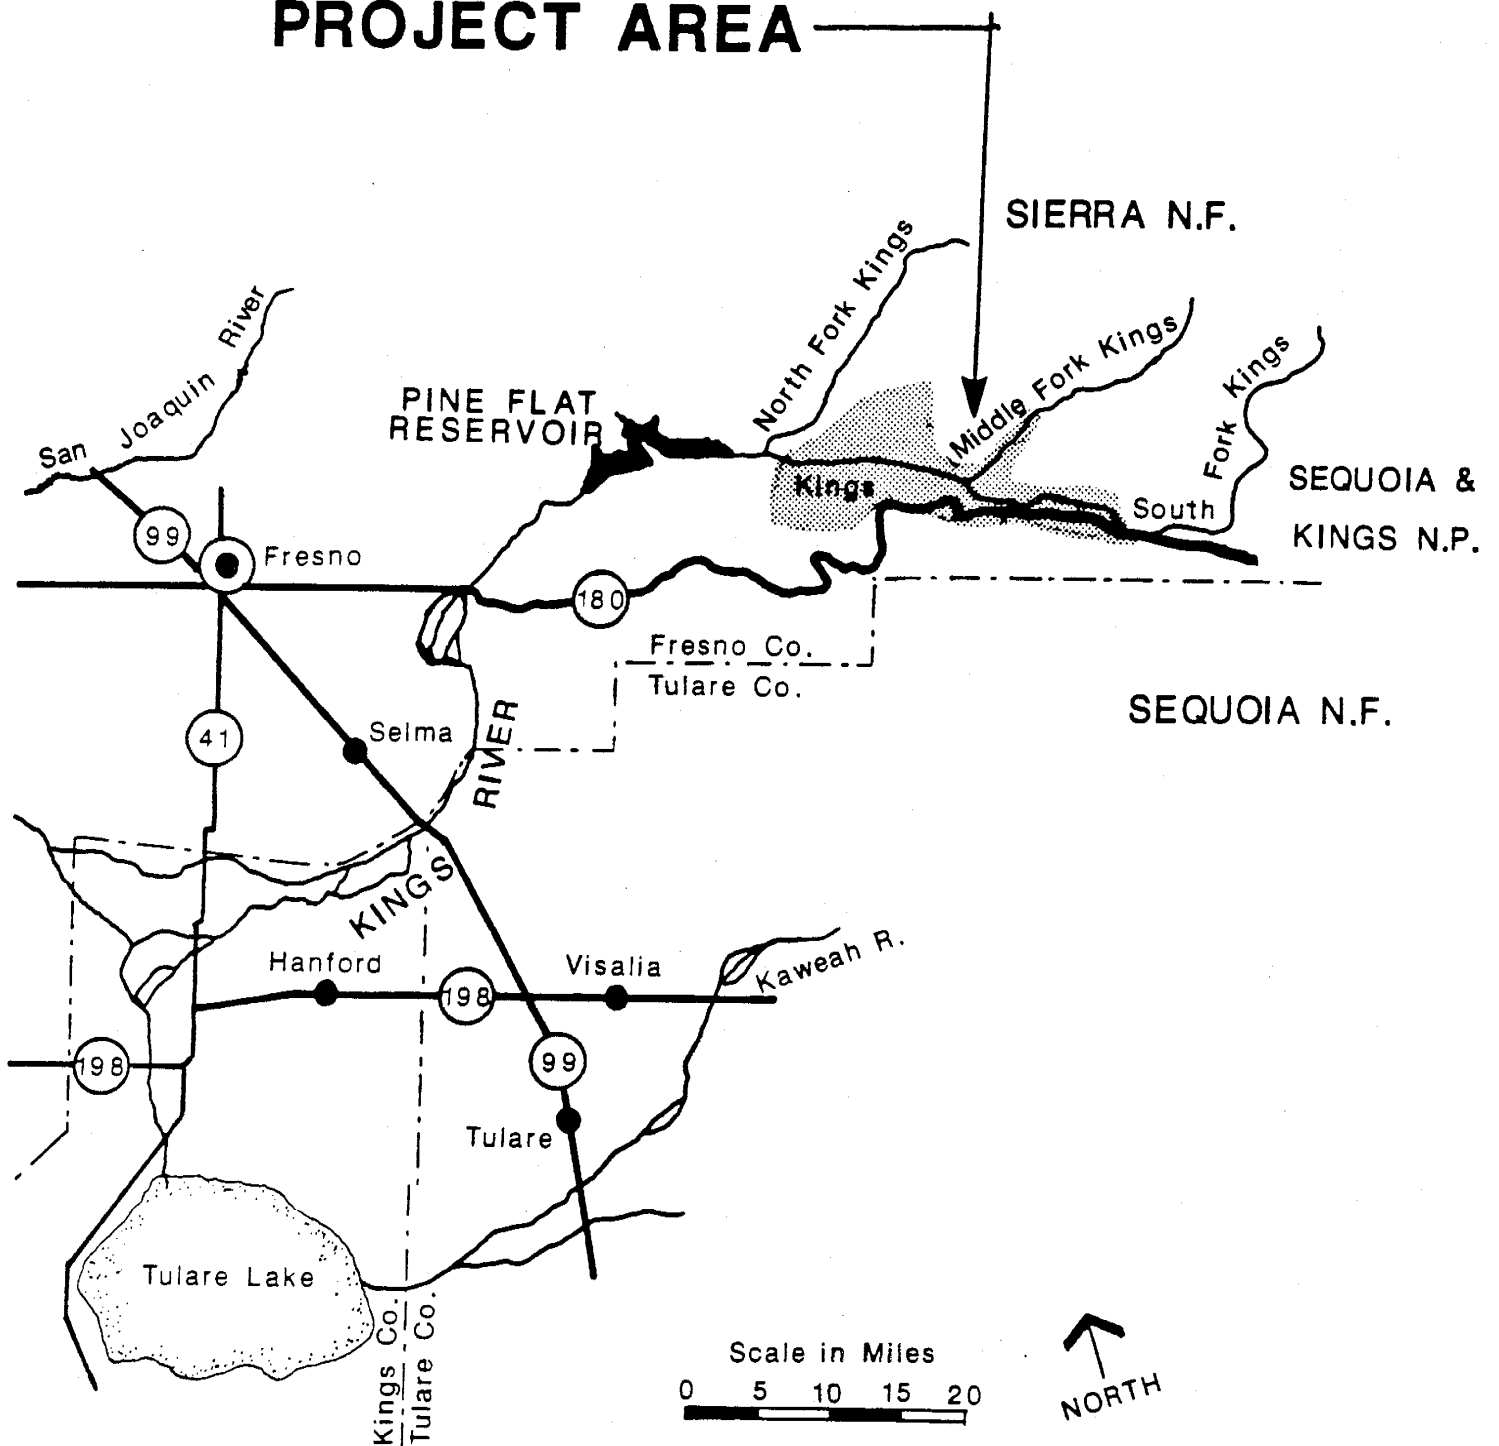 PROJECT AREA
SIERRA N.F.
North Fork Kings
Middle Fork Kings
South Fork Kings
San Joaquin River
PINE FLAT
RESERVOIR
Kings
SEQUOIA &
KINGS N.P.
99
Fresno
180
Fresno Co.
Tulare Co.
SEQUOIA N.F.
41
Selma
KINGS RIVER
Hanford
198
Visalia
Kaweah R.
198
99
Tulare
Tulare Lake
Kings Co.
Tulare Co.
Scale in Miles
0 5 10 15 20
NORTH